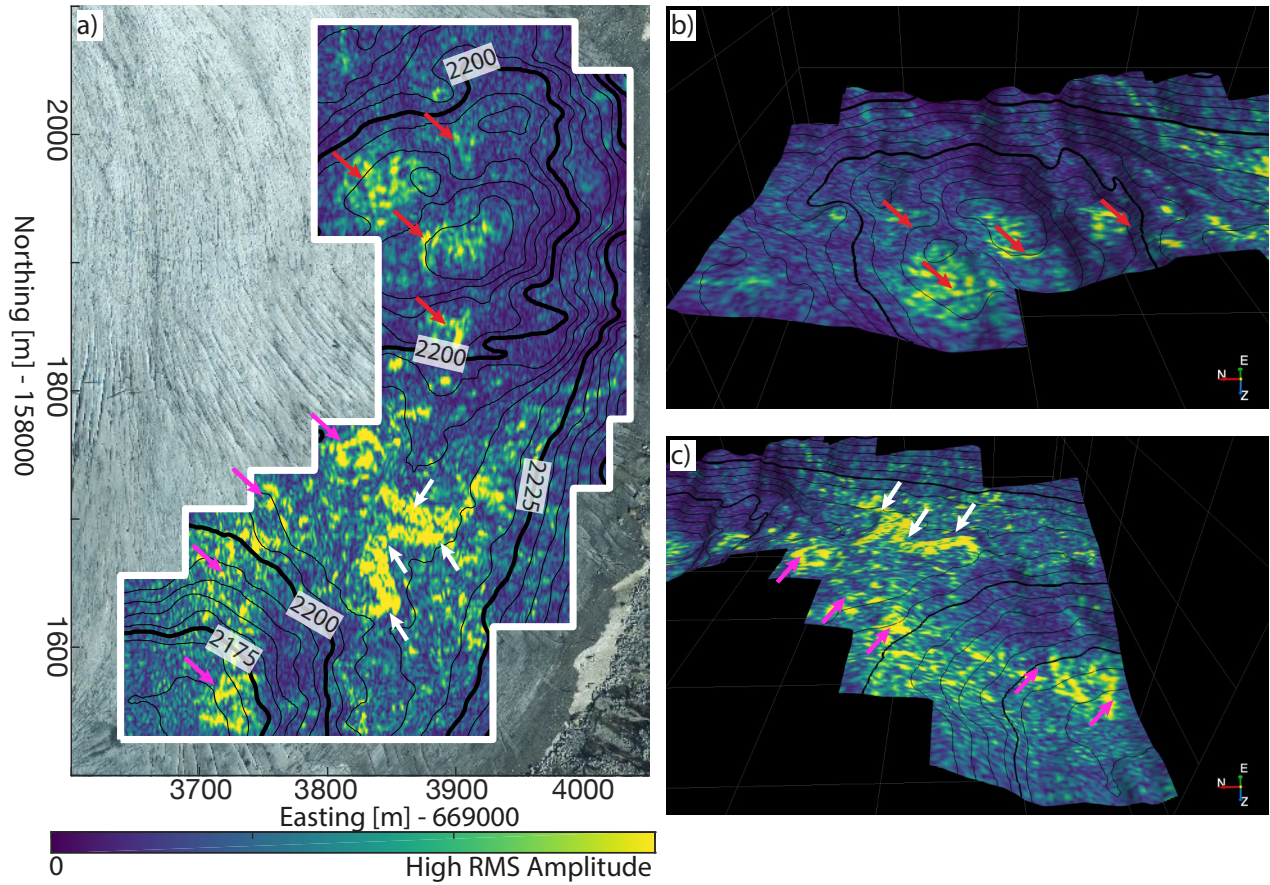 a)
2200
2000
2200
1800
Northing [m] - 158000
2225
2200
1600
2175
3700 3800 3900 4000
Easting [m] - 669000
0 High RMS Amplitude
b)
E
N
Z
c)
E
N
Z